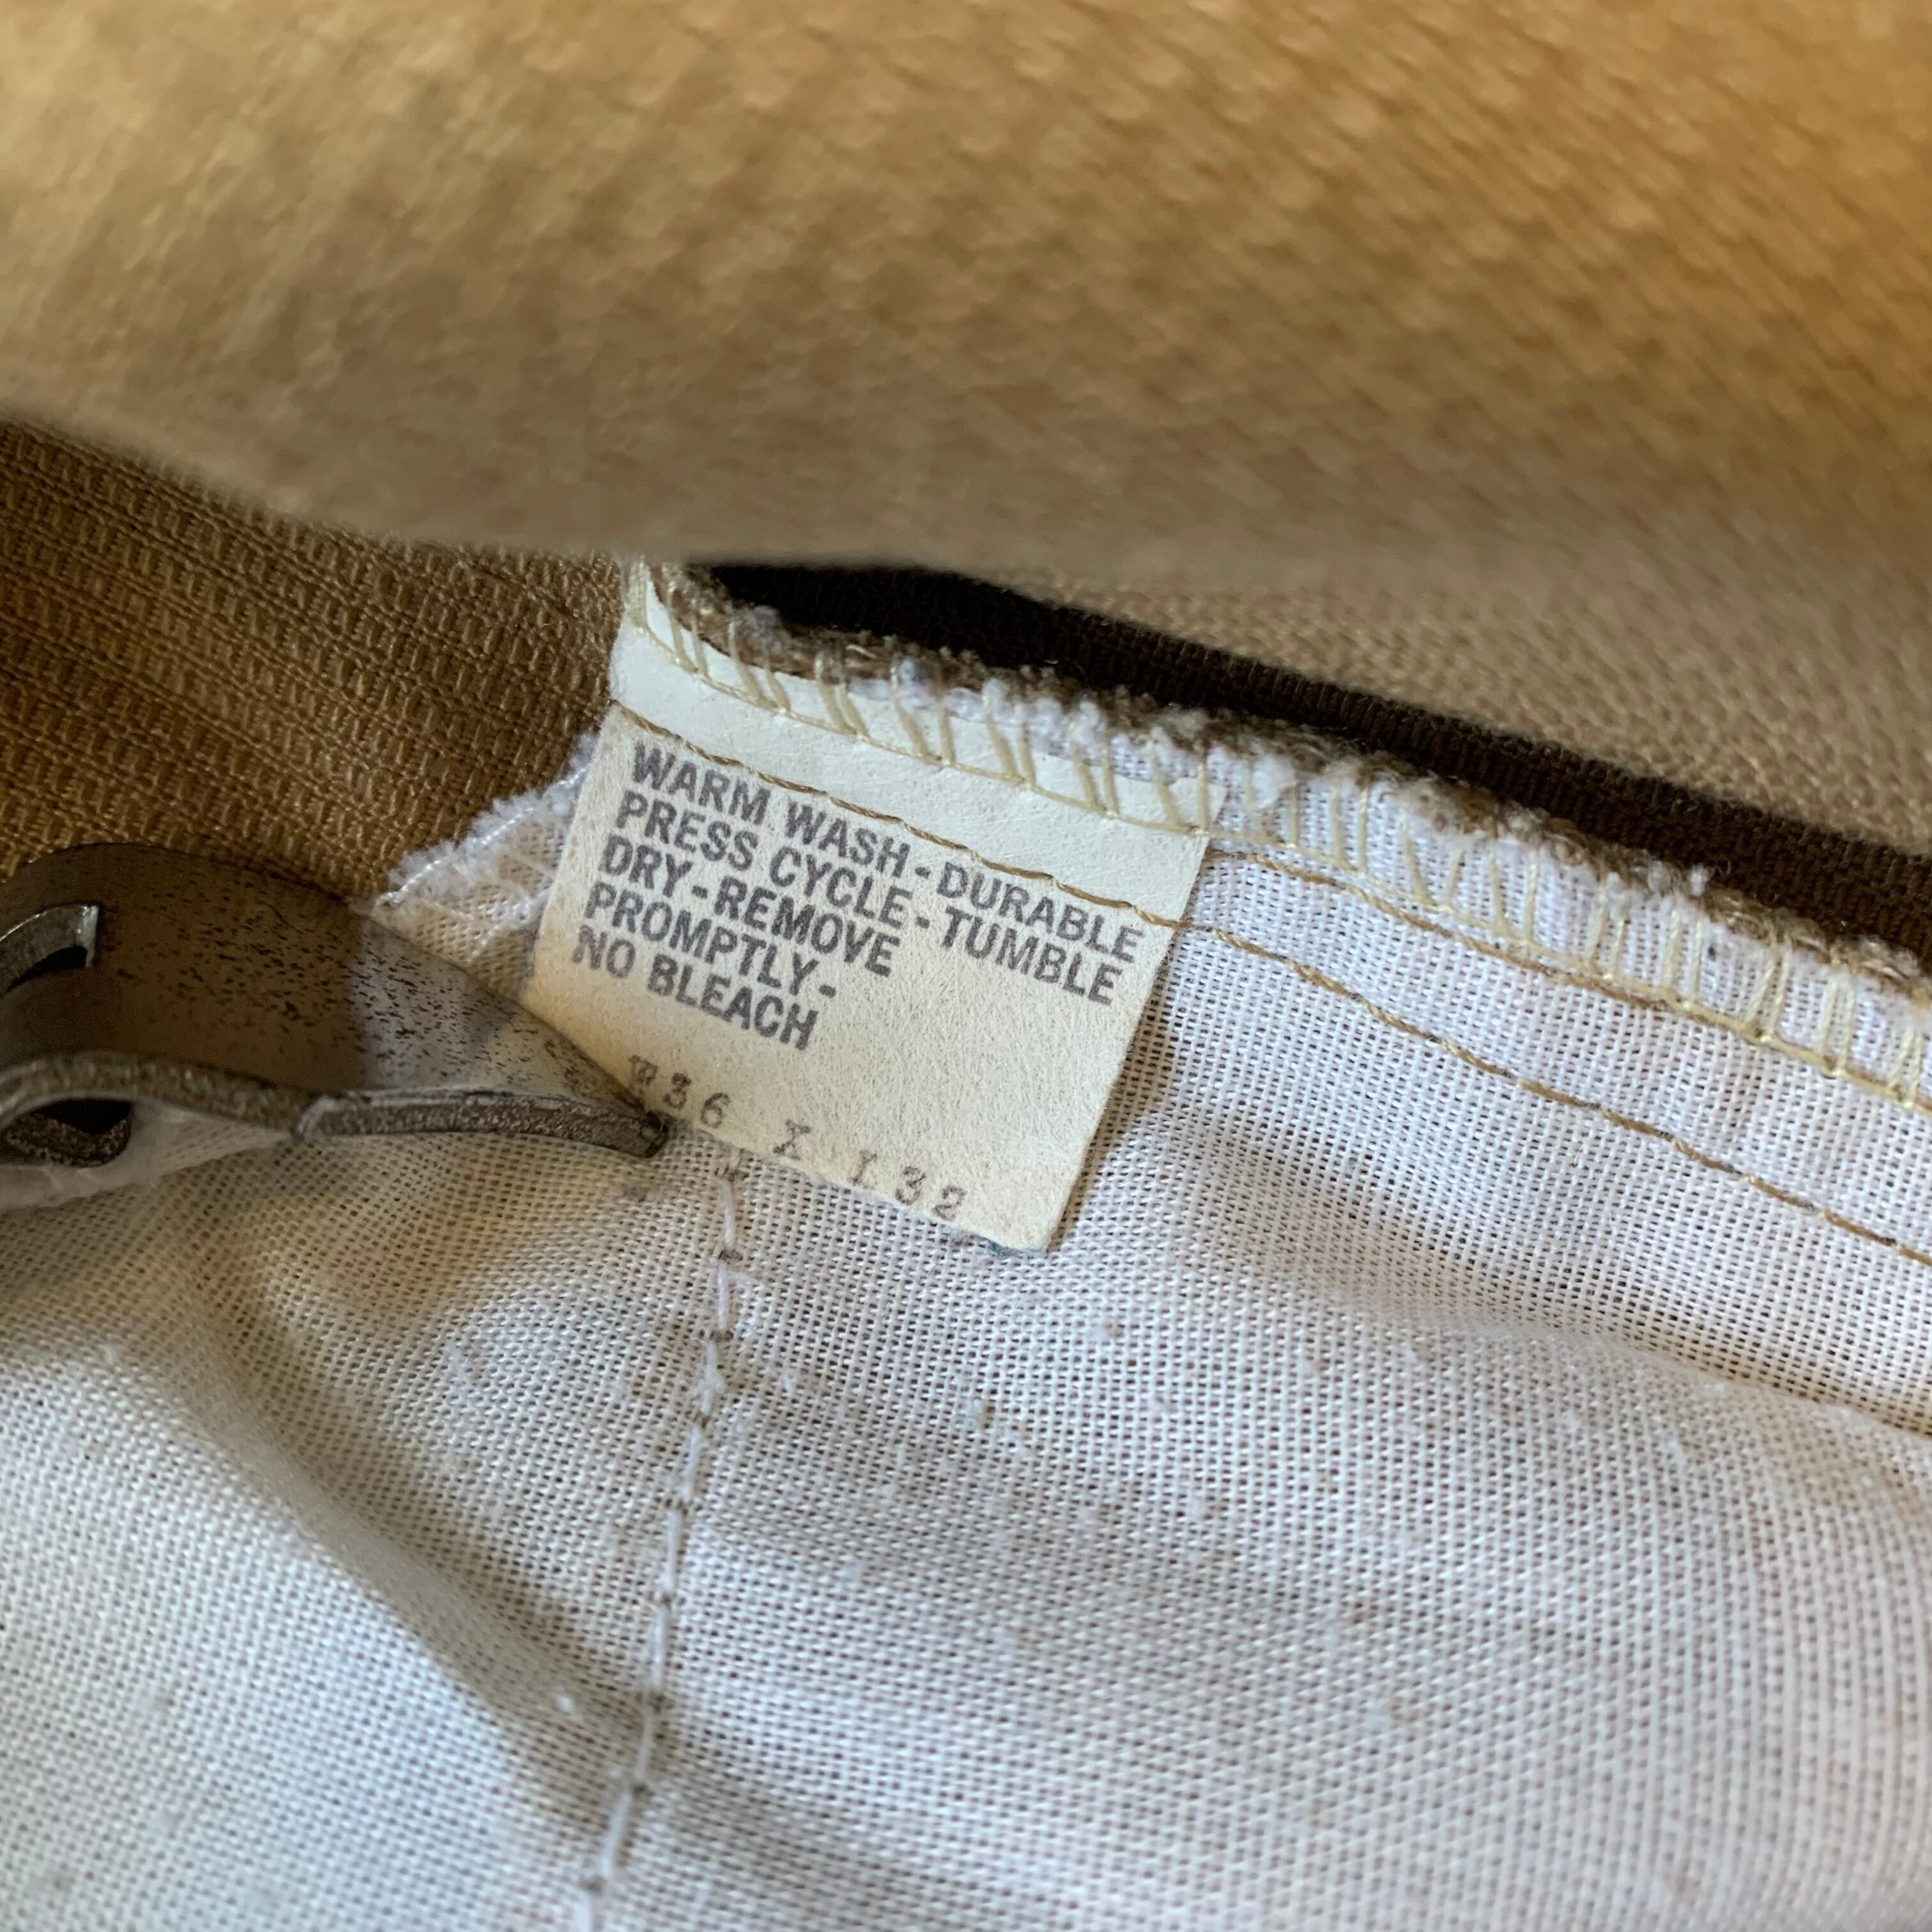 WARM WASH-DURABLE
PRESS CYCLE-TUMBLE
DRY-REMOVE
PROMPTLY-
NO BLEACH
W36 X L32